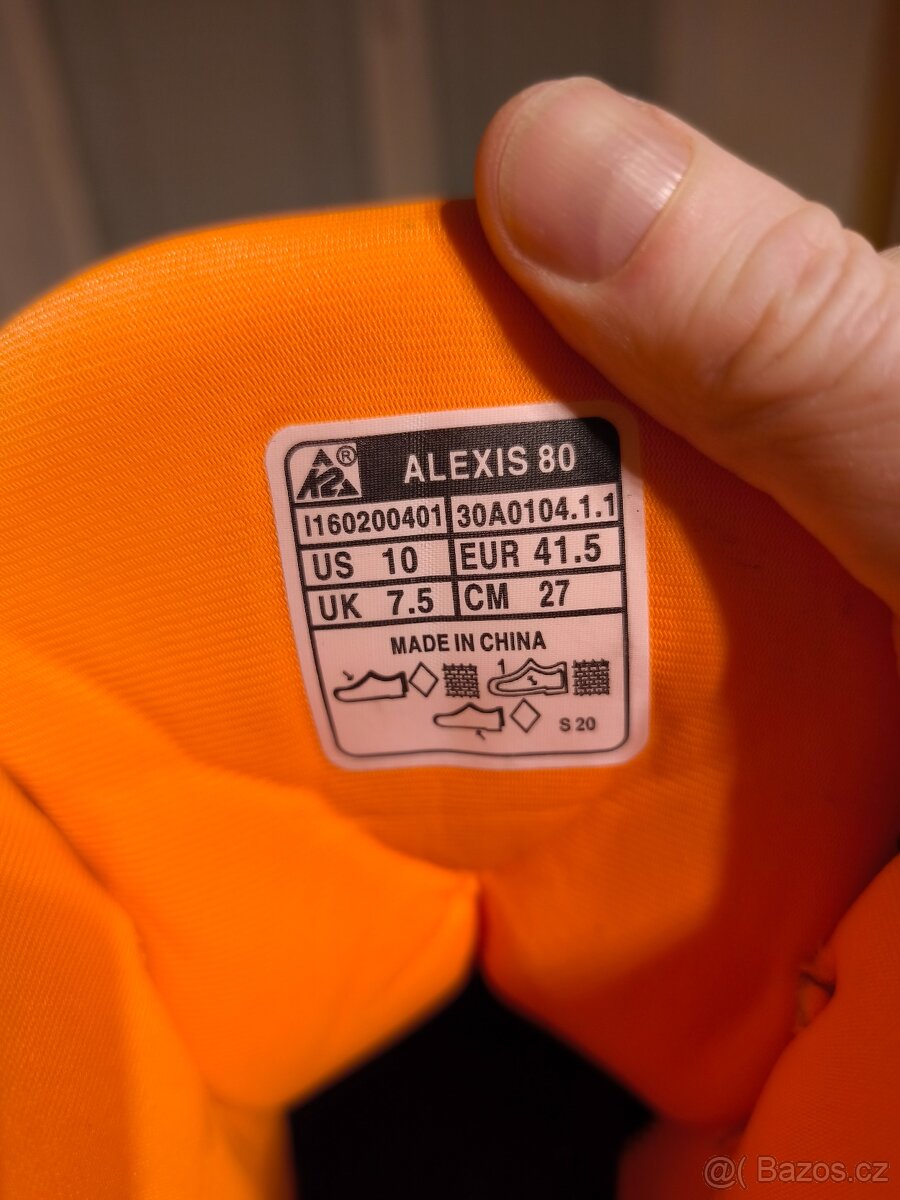 K2® ALEXIS 80
I160200401 30A0104.1.1
US 10 EUR 41.5
UK 7.5 CM 27
MADE IN CHINA
1
S 20
@( Bazos.cz